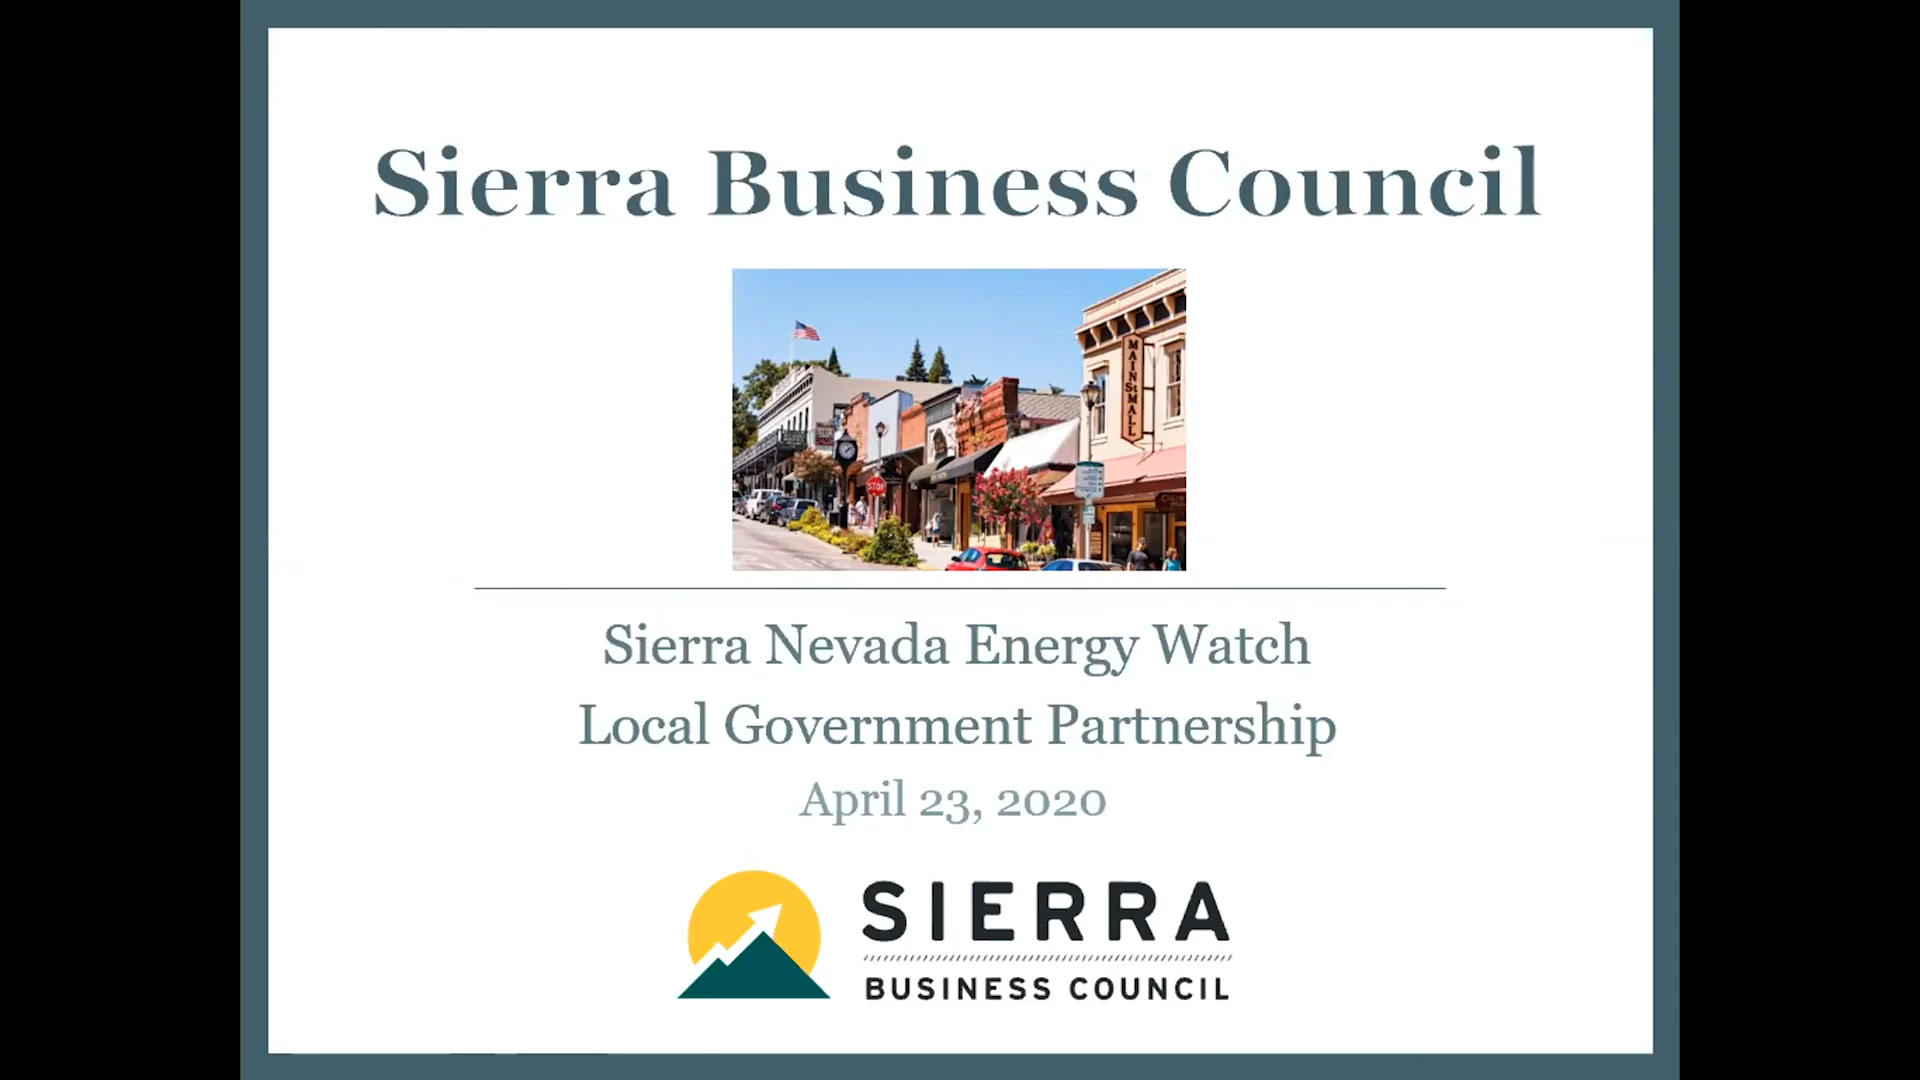 Sierra Business Council
MAIN St MALL
STOP
Sierra Nevada Energy Watch
Local Government Partnership
April 23, 2020
SIERRA
BUSINESS COUNCIL